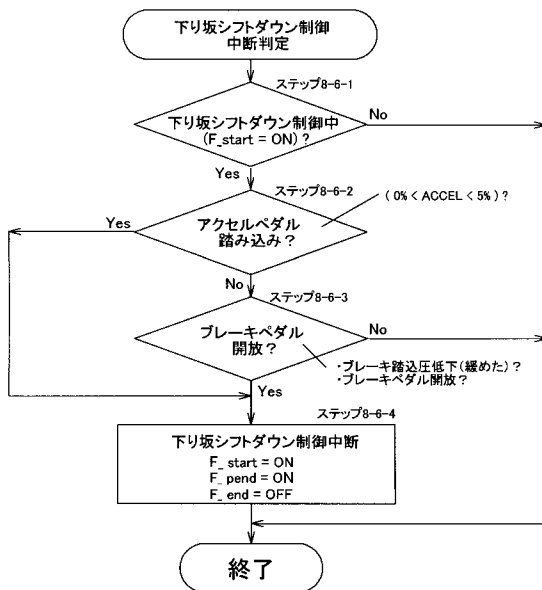 下り坂シフトダウン制御
中断判定
ステップ8-6-1
下り坂シフトダウン制御中
(F_start = ON)?
No
Yes
ステップ8-6-2
(0%<ACCEL<5%)?
Yes
アクセルペダル
踏み込み?
No
ステップ8-6-3
ブレーキペダル
開放?
No
・ブレーキ踏込圧低下(緩めた)?
・ブレーキペダル開放?
Yes
ステップ8-6-4
下り坂シフトダウン制御中断
F_ start = ON
F_ pend = ON
F_ end = OFF
終了